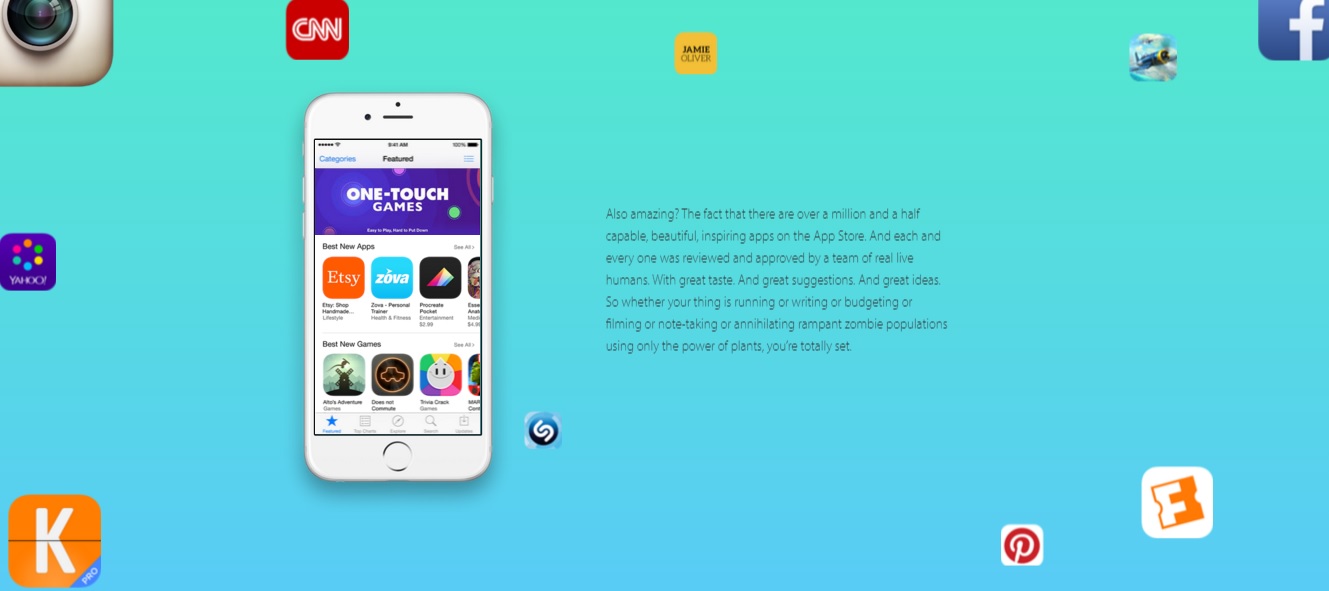 CNN
JAMIE
OLIVER
f
9:41 AM
100%
Categories
Featured
ONE-TOUCH
GAMES
Easy to Play, Hard to Put Down
Best New Apps
See All >
Etsy
zova
Etsy: Shop
Handmade...
Lifestyle
Zova - Personal
Trainer
Health & Fitness
Procreate
Pocket
Entertainment
$2.99
Best New Games
See All >
Alto's Adventure
Games
Does not
Commute
Trivia Crack
Games
Featured
Top Charts
Explore
Search
Updates
Also amazing? The fact that there are over a million and a half
capable, beautiful, inspiring apps on the App Store. And each and
every one was reviewed and approved by a team of real live
humans. With great taste. And great suggestions. And great ideas.
So whether your thing is running or writing or budgeting or
filming or note-taking or annihilating rampant zombie populations
using only the power of plants, you're totally set.
YAHOO!
K
PRO
F